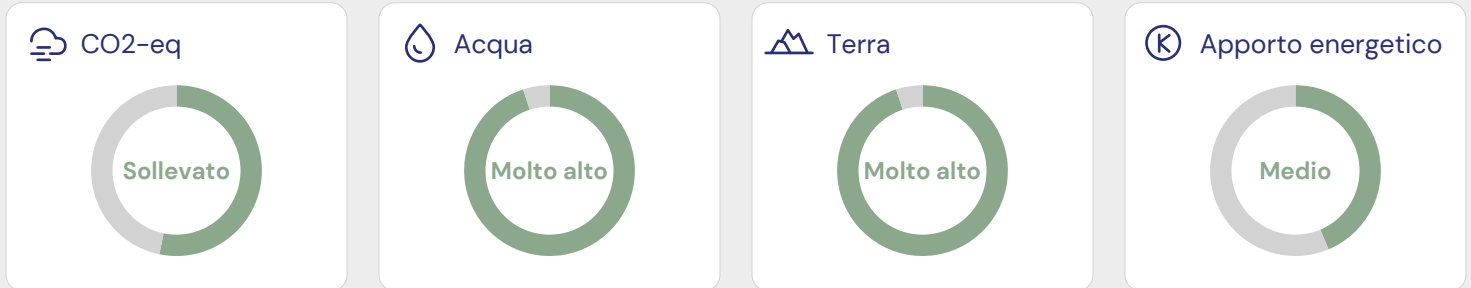 CO2-eq
Sollevato
Acqua
Molto alto
Terra
Molto alto
Apporto energetico
Medio